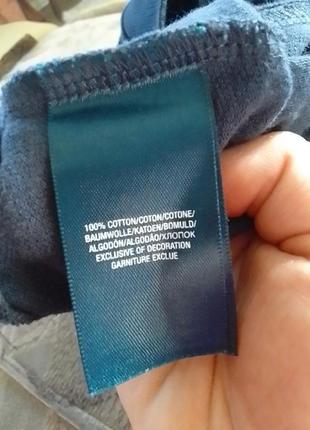 100% COTTON/COTON/COTONE/
BAUMWOLLE/KATOEN/BOMULD/
ALGODÓN/ALGODÃO/ХЛОПОК
EXCLUSIVE OF DECORATION
GARNITURE EXCLUE